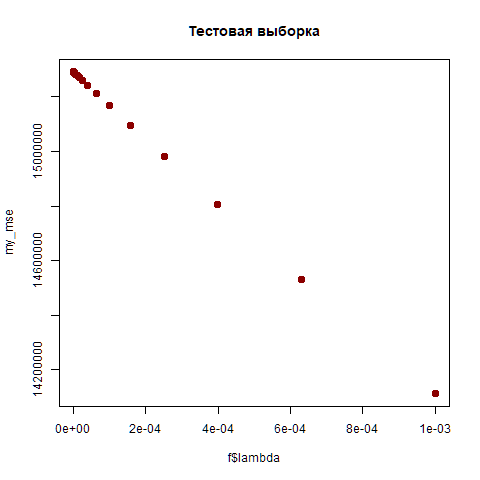 Тестовая выборка
my_mse
15000000
14600000
14200000
0e+00
2e-04
4e-04
6e-04
8e-04
1e-03
f$lambda